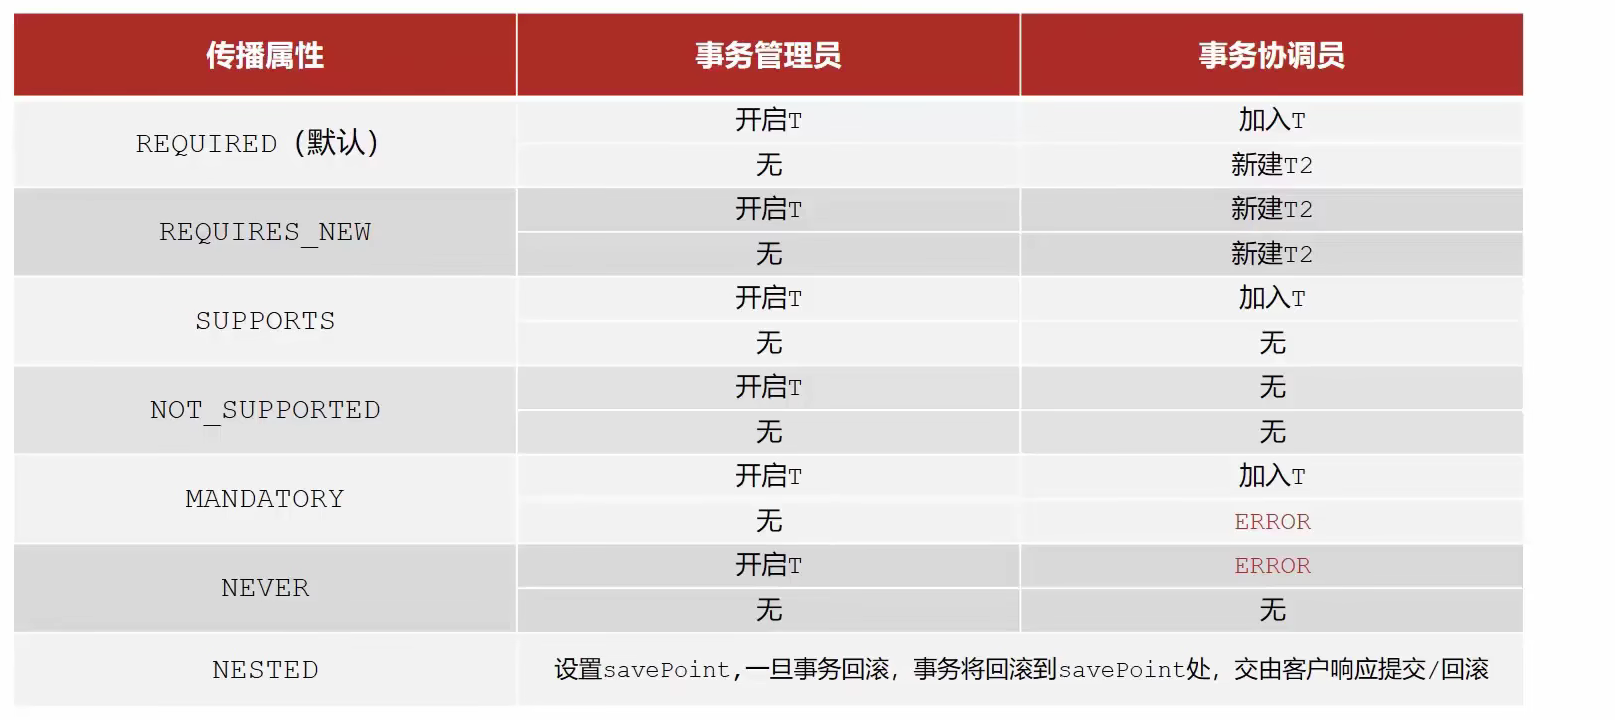 传播属性 事务管理员 事务协调员
REQUIRED（默认） 开启T 加入T
无 新建T2
REQUIRES_NEW 开启T 新建T2
无 新建T2
SUPPORTS 开启T 加入T
无 无
NOT_SUPPORTED 开启T 无
无 无
MANDATORY 开启T 加入T
无 ERROR
NEVER 开启T ERROR
无 无
NESTED 设置savePoint,一旦事务回滚，事务将回滚到savePoint处，交由客户响应提交/回滚